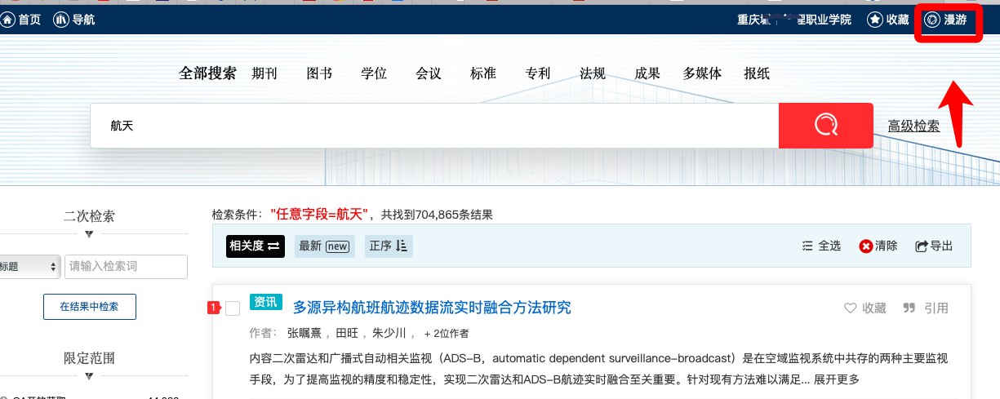 首页 导航 重庆 理职业学院 收藏 漫游
全部搜索 期刊 图书 学位 会议 标准 专利 法规 成果 多媒体 报纸
航天 高级检索
二次检索
检索条件："任意字段=航天"，共找到704,865条结果
相关度 最新 new 正序 全选 清除 导出
标题 请输入检索词
在结果中检索
1 资讯 多源异构航班航迹数据流实时融合方法研究 收藏 引用
作者： 张瞩熹 ， 田旺 ， 朱少川 ， + 2位作者
限定范围
内容二次雷达和广播式自动相关监视（ADS-B，automatic dependent surveillance-broadcast）是在空域监视系统中共存的两种主要监视
手段，为了提高监视的精度和稳定性，实现二次雷达和ADS-B航迹实时融合至关重要。针对现有方法难以满足... 展开更多